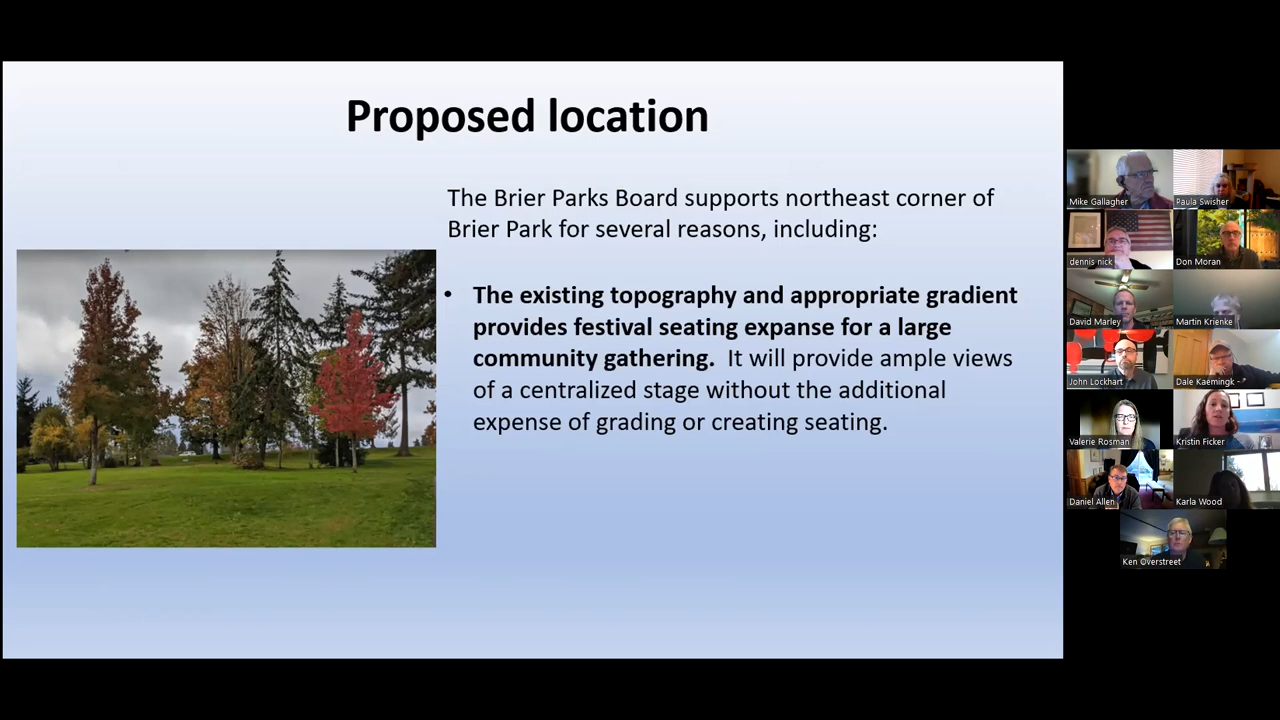 Proposed location
The Brier Parks Board supports northeast corner of
Brier Park for several reasons, including:
• The existing topography and appropriate gradient
provides festival seating expanse for a large
community gathering.  It will provide ample views
of a centralized stage without the additional
expense of grading or creating seating.
Mike Gallagher
Paula Swisher
dennis nick
Don Moran
David Marley
Martin Krienke
John Lockhart
Dale Kaemingk -
Valerie Rosman
Kristin Ficker
Daniel Allen
Karla Wood
Ken Overstreet